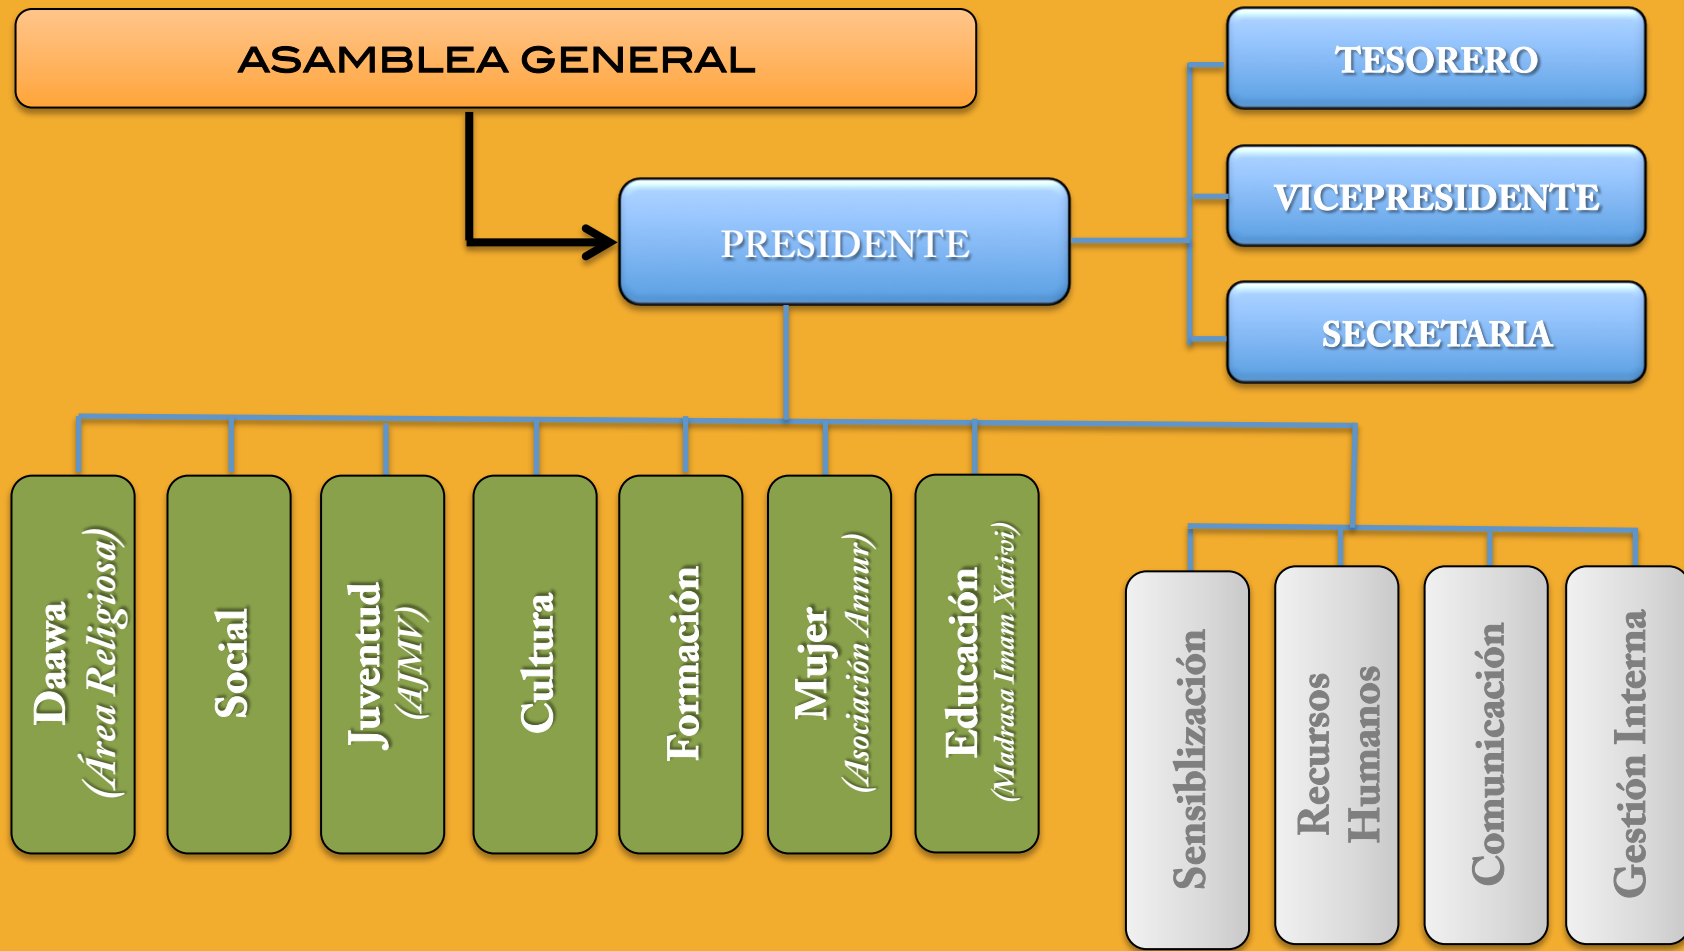 ASAMBLEA GENERAL
TESORERO
VICEPRESIDENTE
PRESIDENTE
SECRETARIA
Daawa
(Área Religiosa)
Social
Juventud
(AJMV)
Cultura
Formación
Mujer
(Asociación Annur)
Educación
(Madrasa Imam Xativi)
Sensiblización
Recursos
Humanos
Comunicación
Gestión Interna